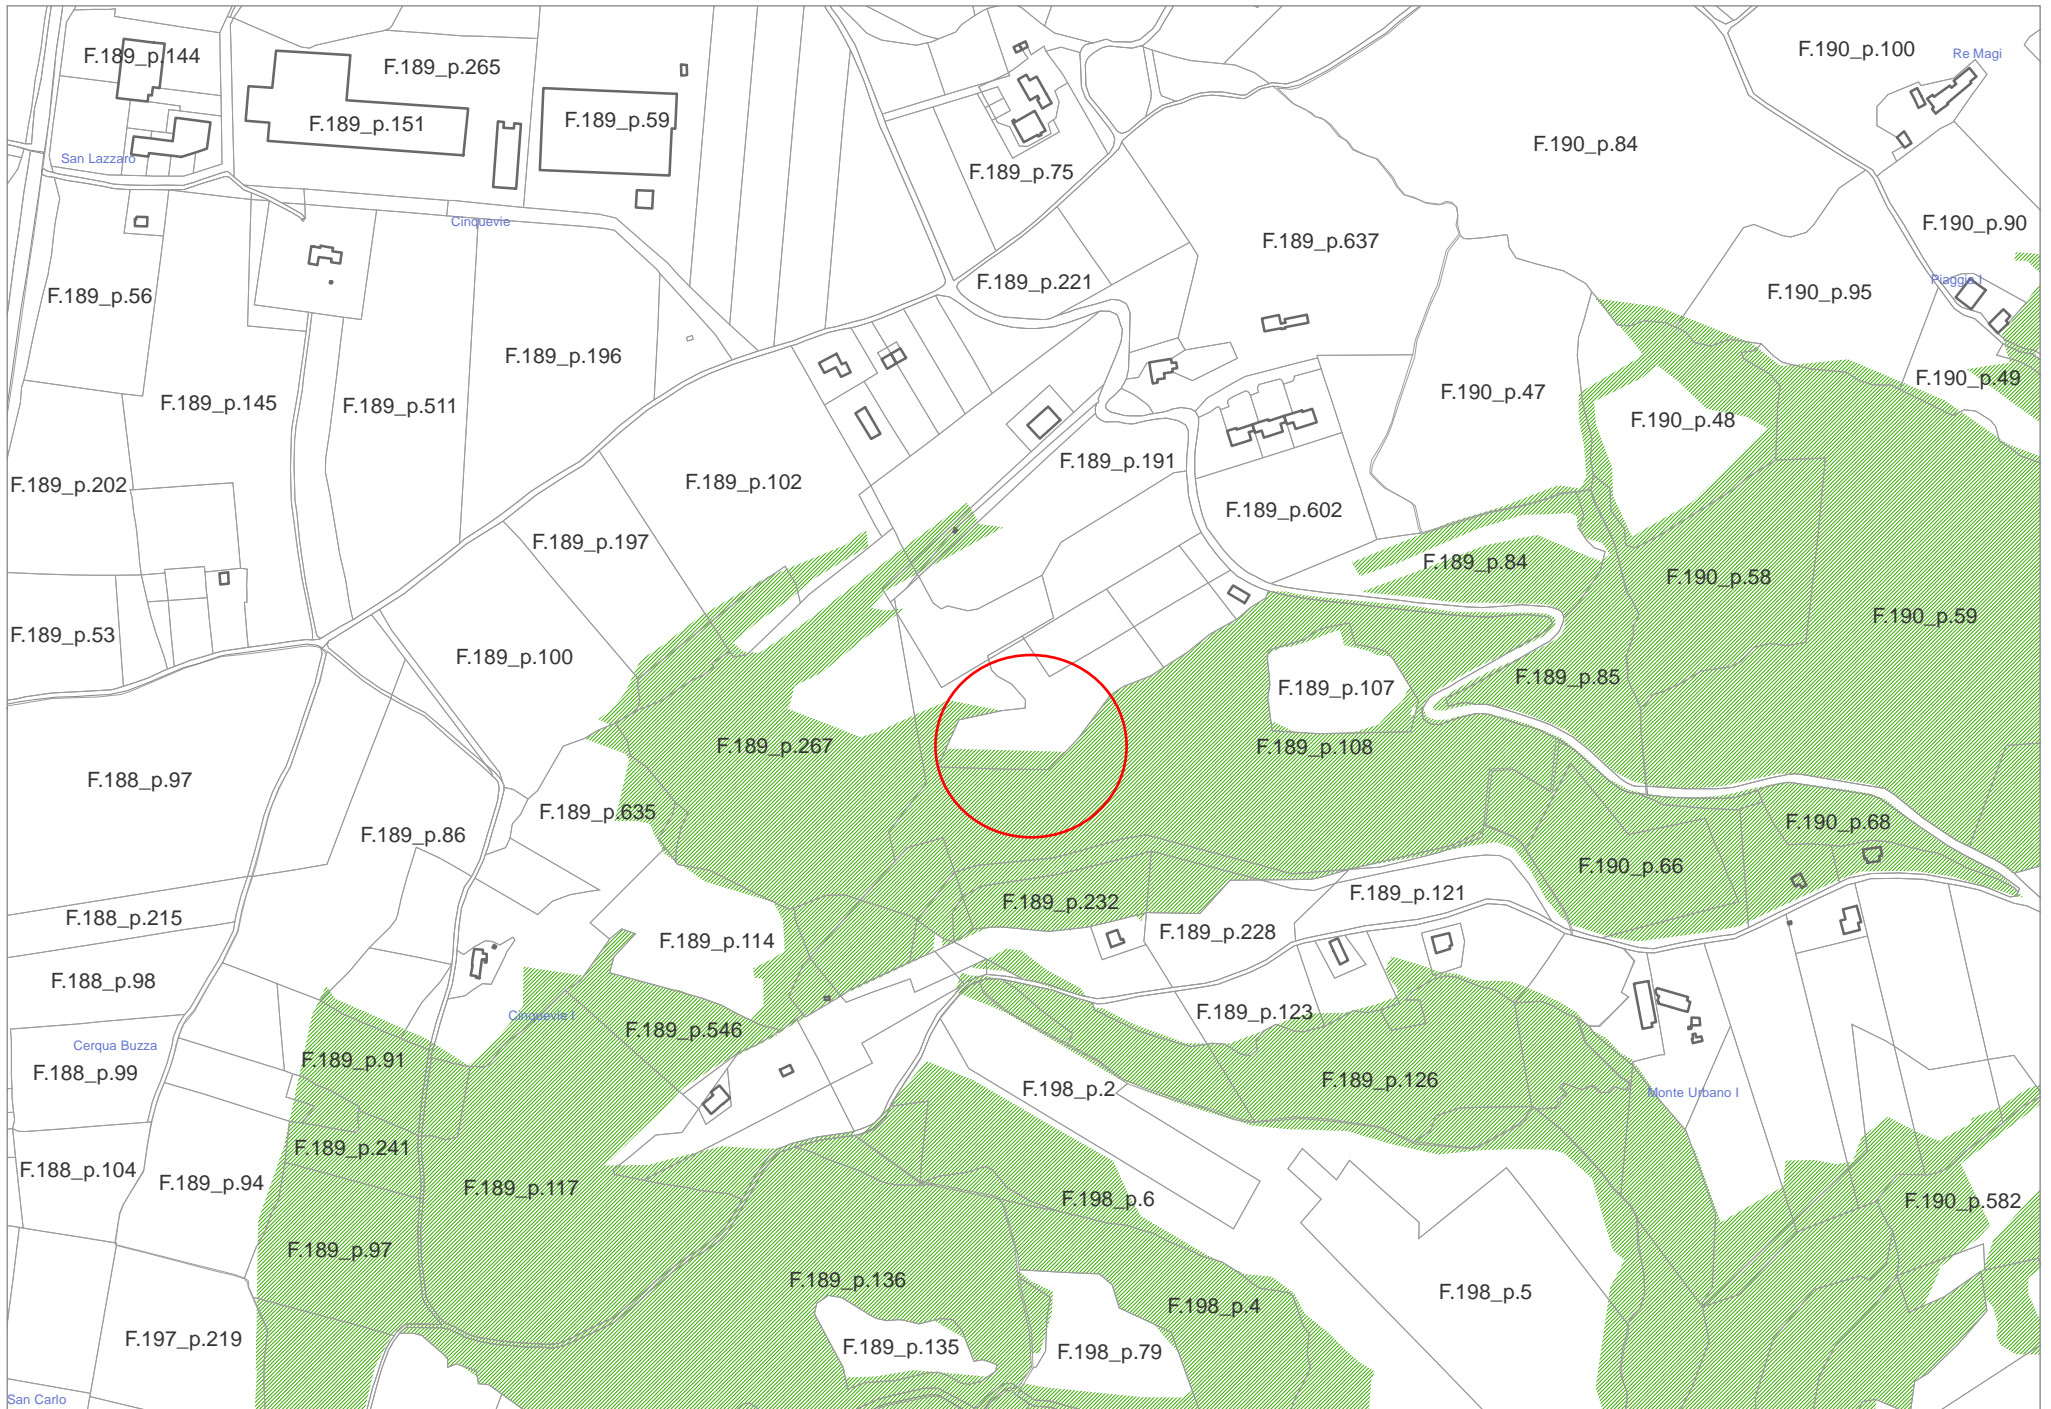 F.189_p.144
F.189_p.265
F.190_p.100
Re Magi
F.189_p.151
F.189_p.59
F.190_p.84
San Lazzaro
F.189_p.75
Cinquevie
F.190_p.90
F.189_p.637
F.189_p.221
Piaggia I
F.189_p.56
F.190_p.95
F.189_p.196
F.190_p.49
F.189_p.145
F.189_p.511
F.190_p.47
F.190_p.48
F.189_p.191
F.189_p.202
F.189_p.102
F.189_p.602
F.189_p.197
F.189_p.84
F.190_p.58
F.190_p.59
F.189_p.53
F.189_p.100
F.189_p.107
F.189_p.85
F.189_p.267
F.189_p.108
F.188_p.97
F.189_p.635
F.189_p.86
F.190_p.68
F.190_p.66
F.189_p.232
F.189_p.121
F.188_p.215
F.189_p.114
F.189_p.228
F.188_p.98
F.189_p.123
Cinquevie I
F.189_p.546
Cerqua Buzza
F.188_p.99
F.189_p.91
F.198_p.2
F.189_p.126
Monte Urbano I
F.189_p.241
F.188_p.104
F.189_p.94
F.189_p.117
F.198_p.6
F.190_p.582
F.189_p.97
F.189_p.136
F.198_p.5
F.198_p.4
F.197_p.219
F.189_p.135
F.198_p.79
San Carlo